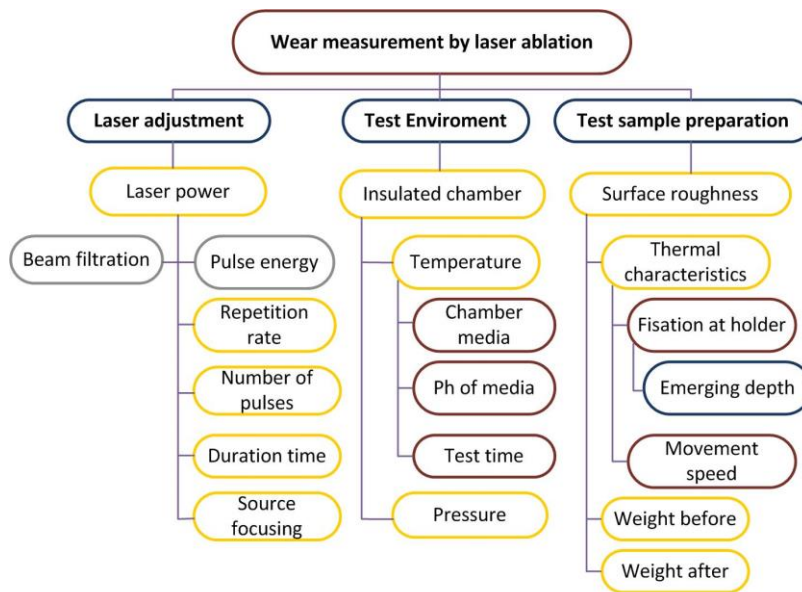 Wear measurement by laser ablation
Laser adjustment
Test Enviroment
Test sample preparation
Laser power
Insulated chamber
Surface roughness
Beam filtration
Pulse energy
Temperature
Thermal
characteristics
Repetition
rate
Chamber
media
Fisation at holder
Number of
pulses
Ph of media
Emerging depth
Duration time
Test time
Movement
speed
Source
focusing
Pressure
Weight before
Weight after